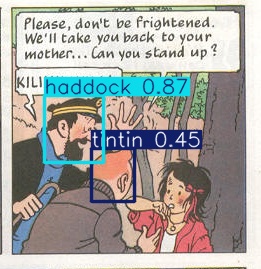 Please, don't be frightened.
We'll take you back to your
mother... Can you stand up ?
KILI
haddock 0.87
tintin 0.45